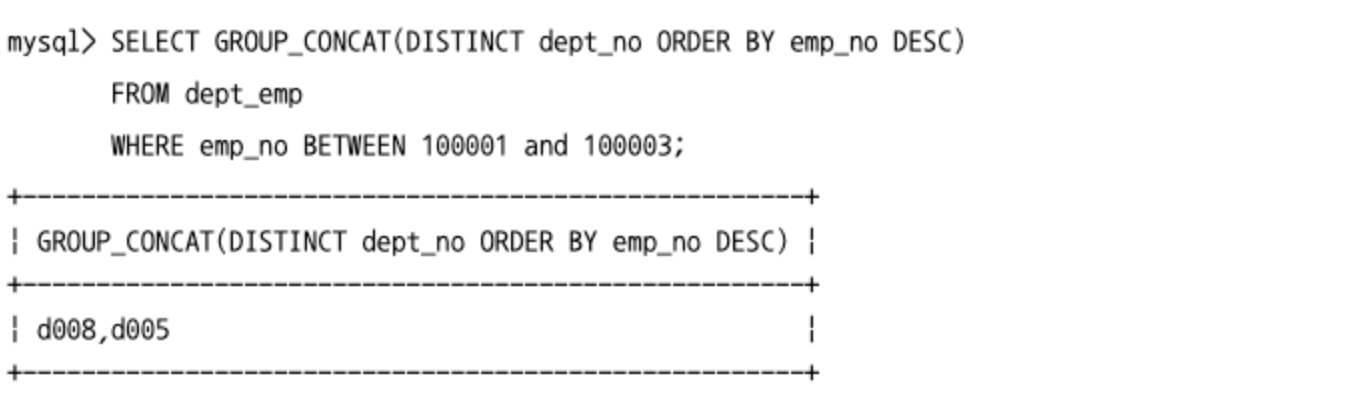 mysql> SELECT GROUP_CONCAT(DISTINCT dept_no ORDER BY emp_no DESC)
FROM dept_emp
WHERE emp_no BETWEEN 100001 and 100003;
+-----------------------------------------------------+
¦ GROUP_CONCAT(DISTINCT dept_no ORDER BY emp_no DESC) ¦
+-----------------------------------------------------+
¦ d008,d005                                           ¦
+-----------------------------------------------------+